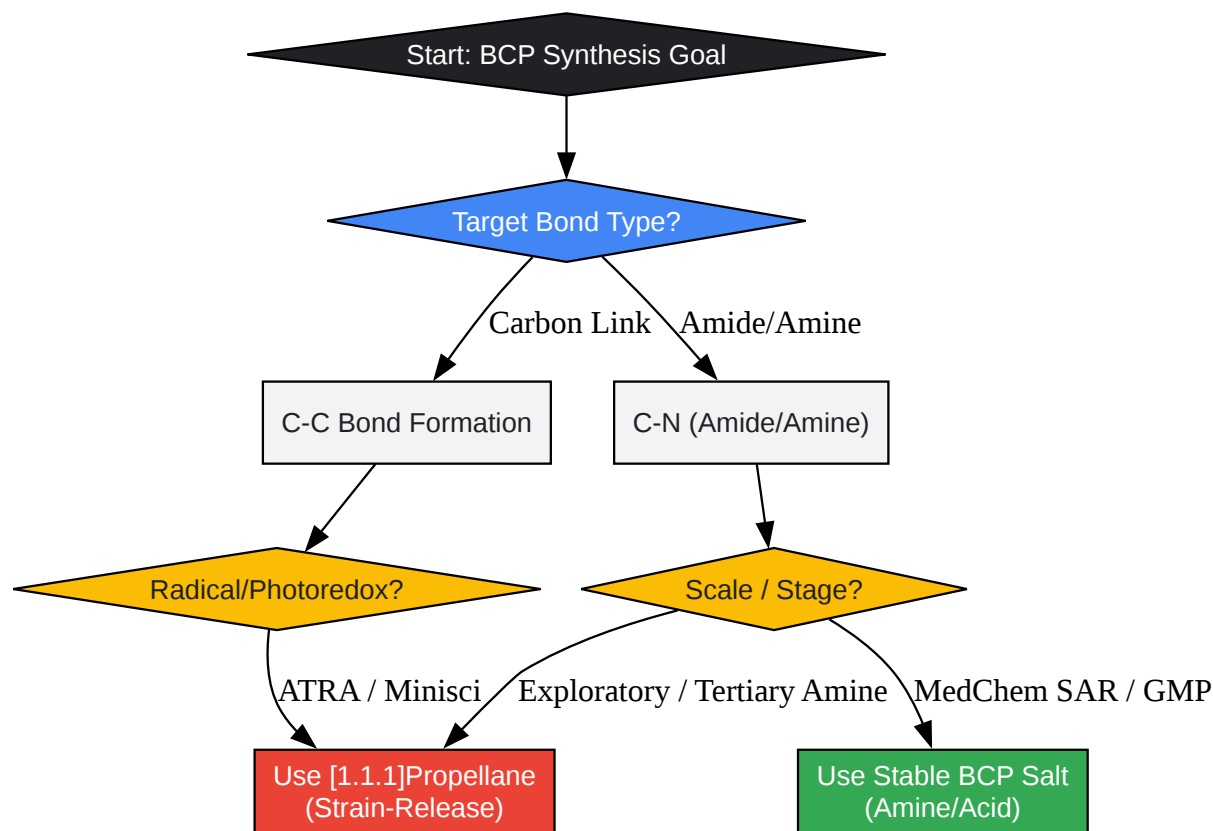 Start: BCP Synthesis Goal
Target Bond Type?
Carbon Link
Amide/Amine
C-C Bond Formation
C-N (Amide/Amine)
Radical/Photoredox?
Scale / Stage?
ATRA / Minisci
Exploratory / Tertiary Amine
MedChem SAR / GMP
Use [1.1.1]Propellane
(Strain-Release)
Use Stable BCP Salt
(Amine/Acid)